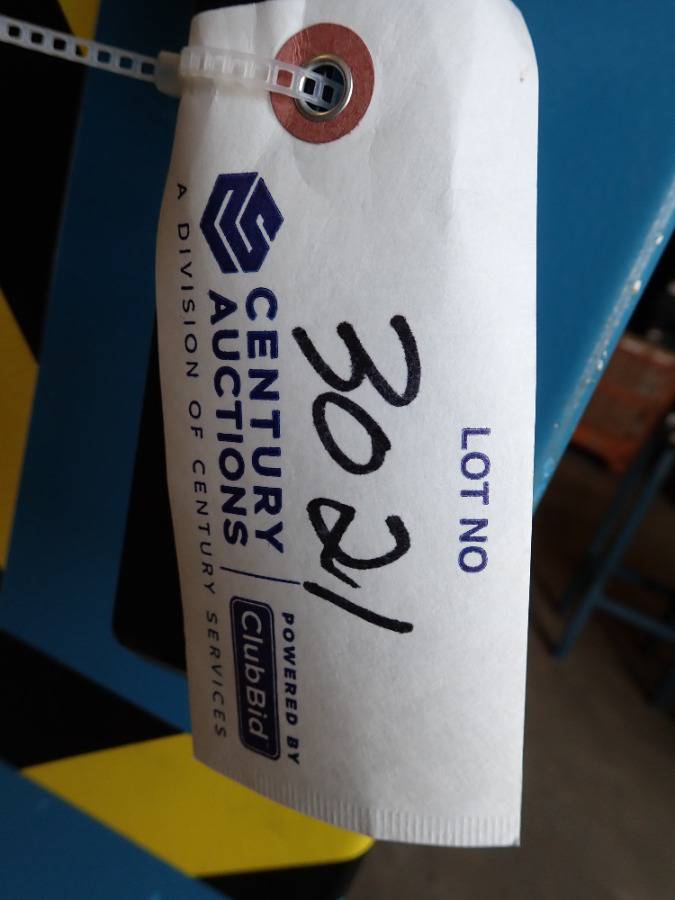 LOT NO
3021
CENTURY
AUCTIONS
A DIVISION OF CENTURY SERVICES
POWERED BY
ClubBid